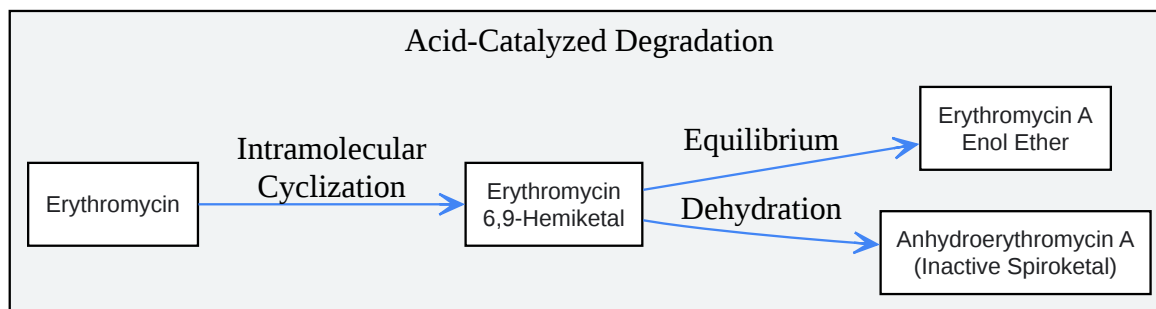 Acid-Catalyzed Degradation
Erythromycin
Intramolecular
Cyclization
Erythromycin
6,9-Hemiketal
Equilibrium
Dehydration
Erythromycin A
Enol Ether
Anhydroerythromycin A
(Inactive Spiroketal)